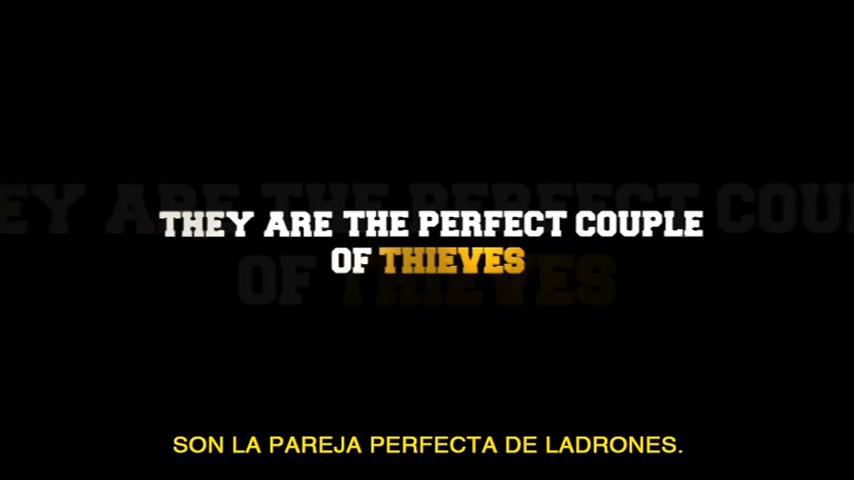 THEY ARE THE PERFECT COUPLE
OF THIEVES
SON LA PAREJA PERFECTA DE LADRONES.